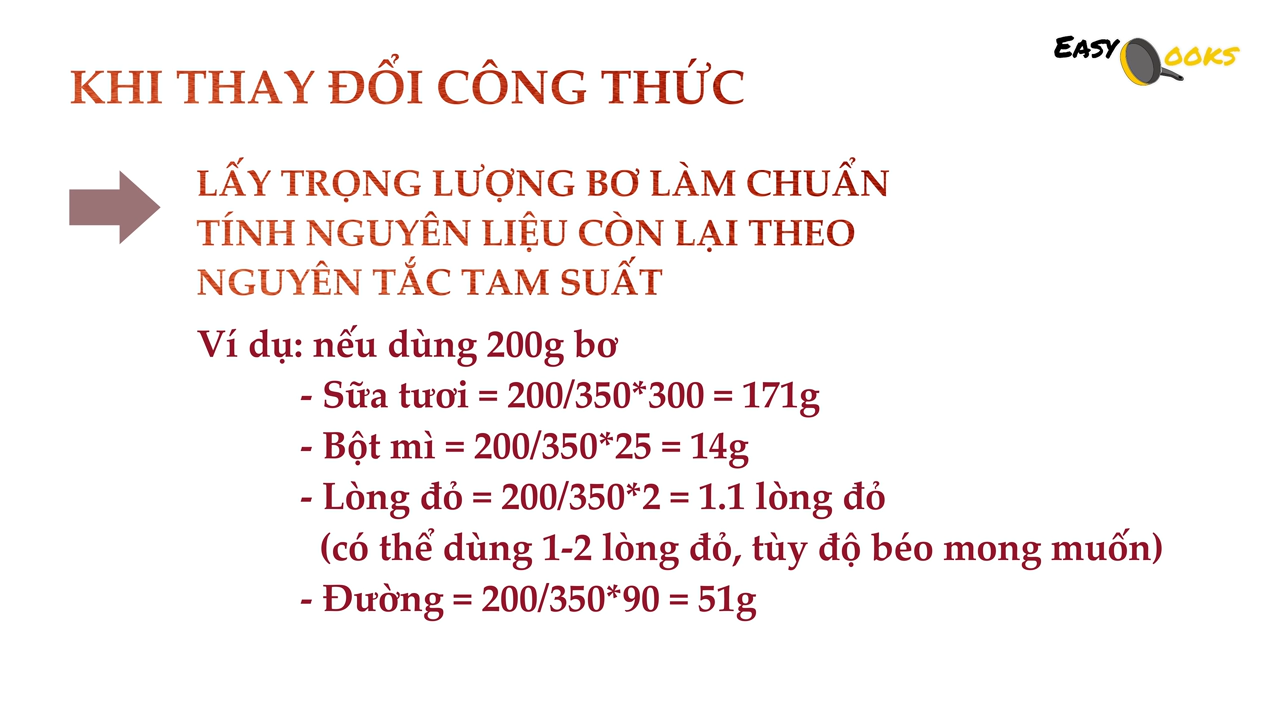 EASY COOKS
KHI THAY ĐỔI CÔNG THỨC
LẤY TRỌNG LƯỢNG BƠ LÀM CHUẨN
TÍNH NGUYÊN LIỆU CÒN LẠI THEO
NGUYÊN TẮC TAM SUẤT
Ví dụ: nếu dùng 200g bơ
- Sữa tươi = 200/350*300 = 171g
- Bột mì = 200/350*25 = 14g
- Lòng đỏ = 200/350*2 = 1.1 lòng đỏ
(có thể dùng 1-2 lòng đỏ, tùy độ béo mong muốn)
- Đường = 200/350*90 = 51g